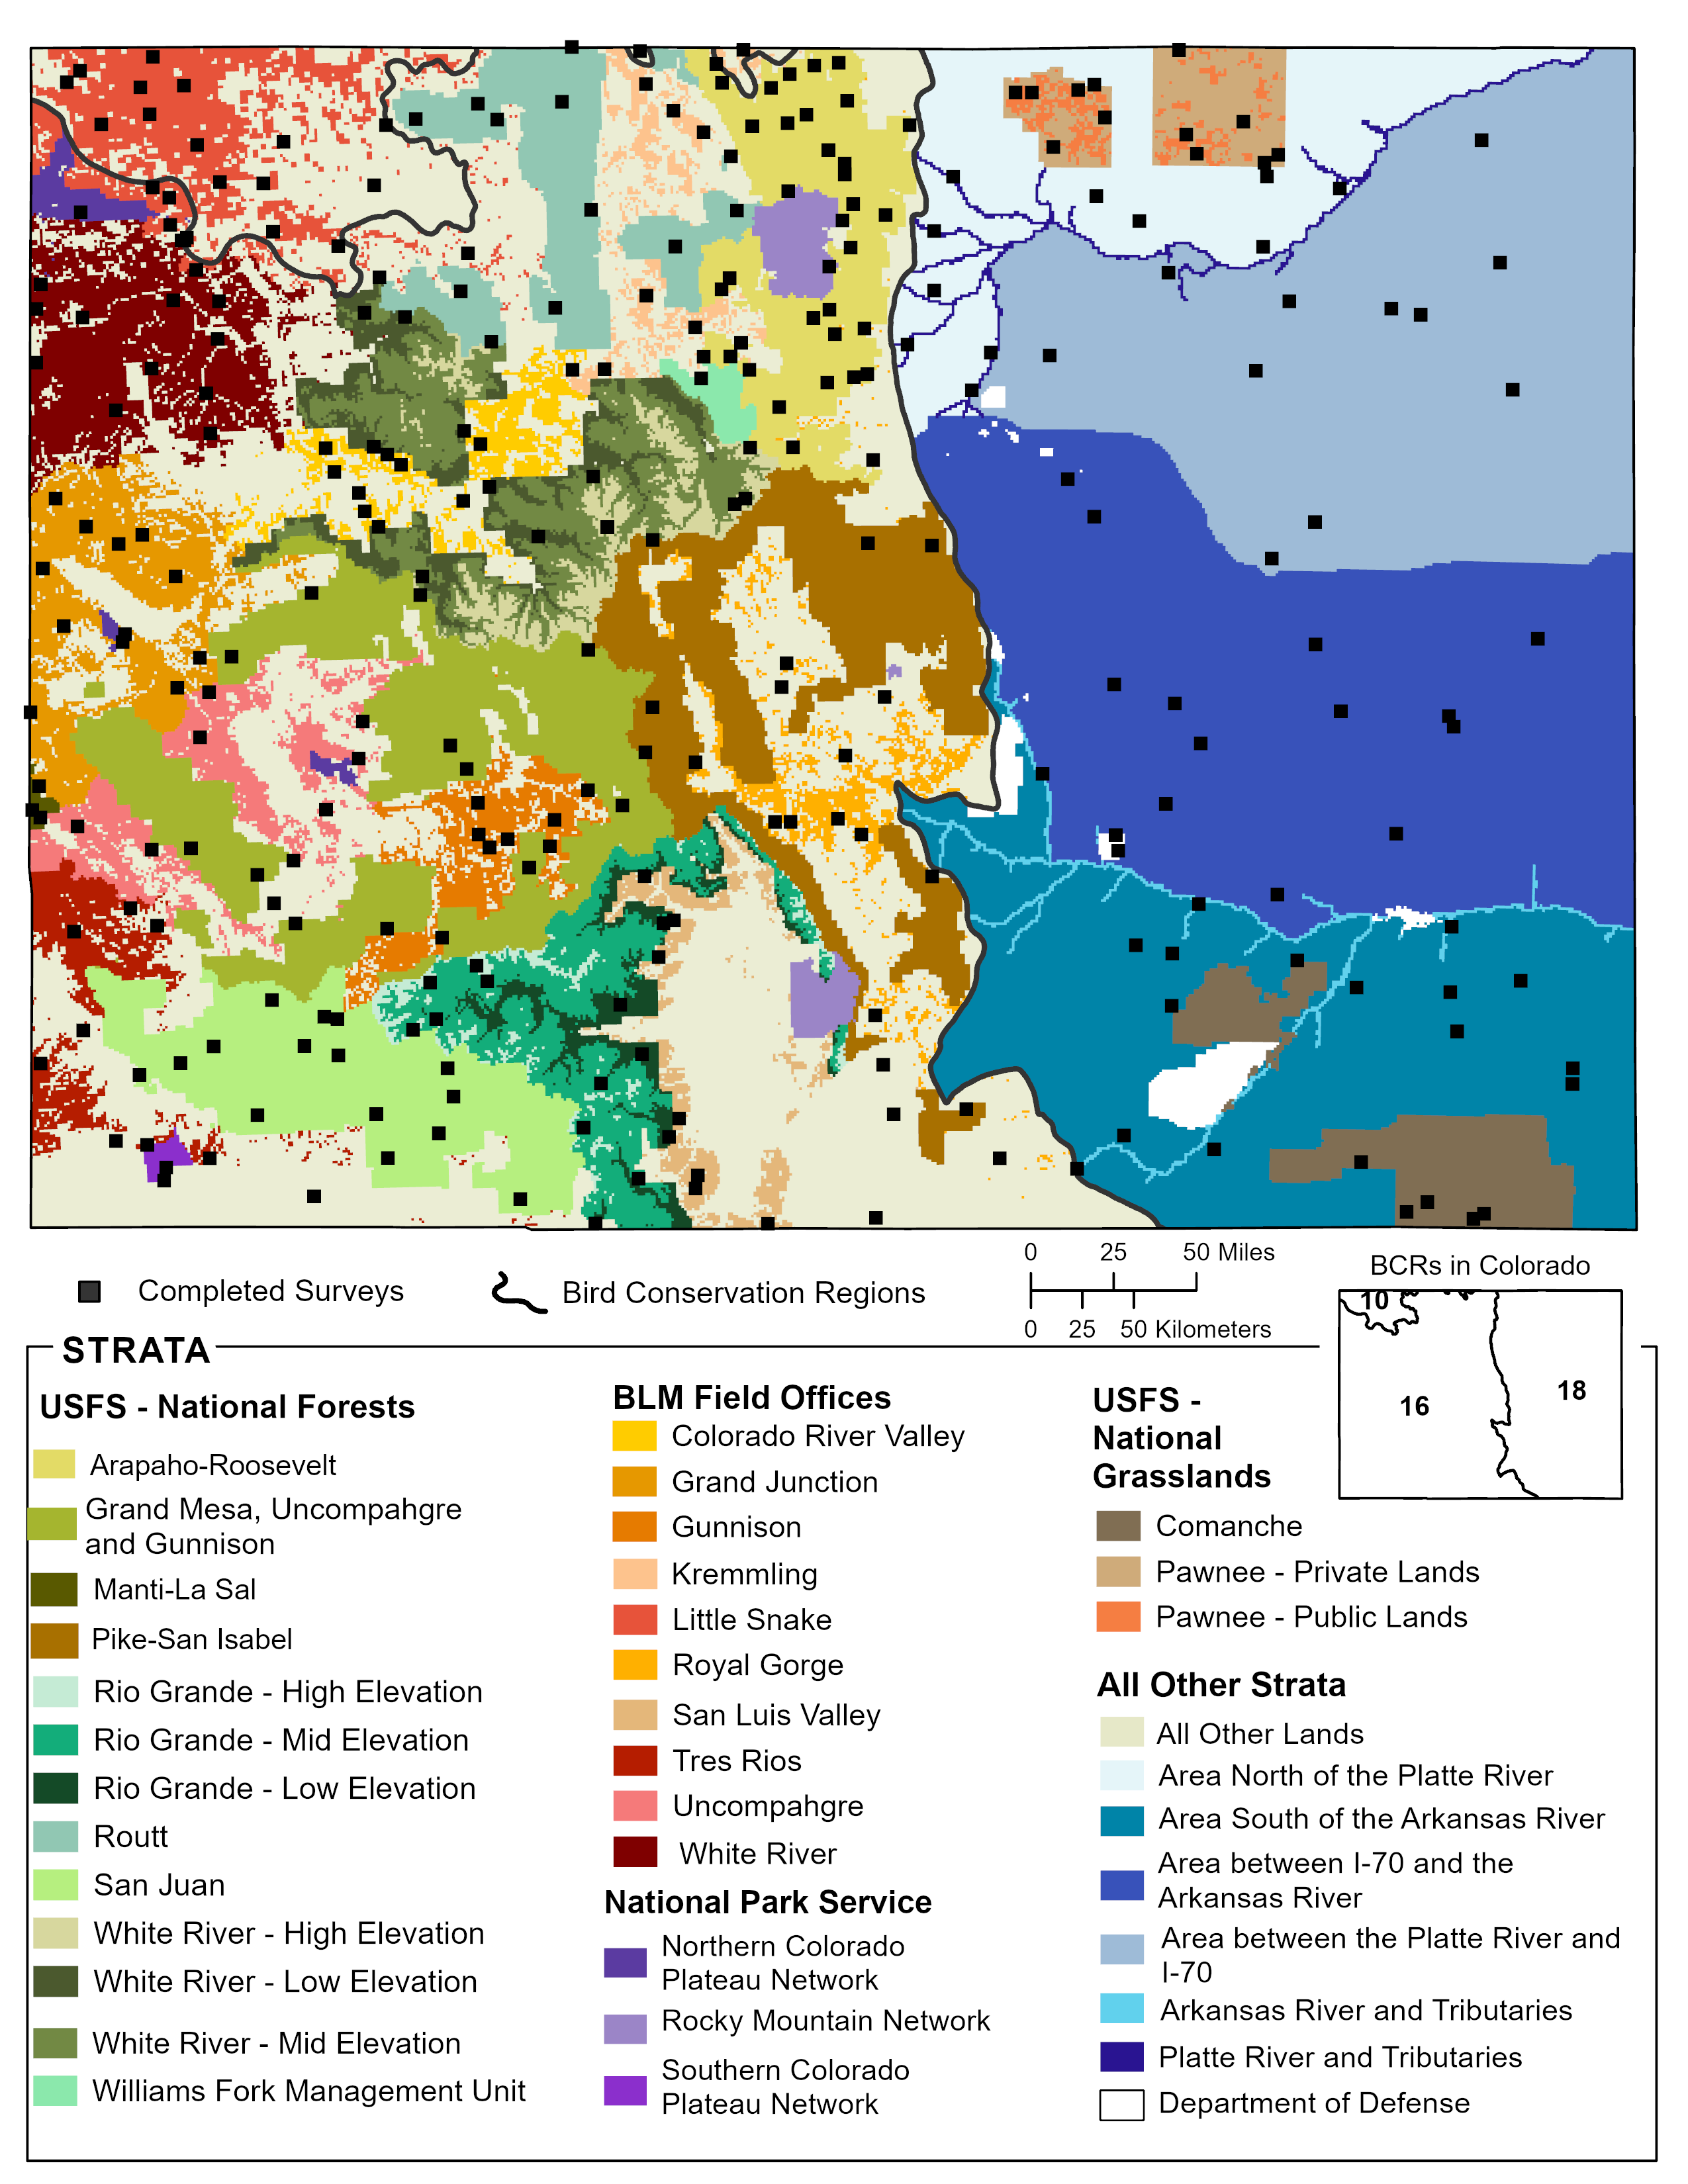 0 25 50 Miles
0 25 50 Kilometers
Completed Surveys
Bird Conservation Regions
BCRs in Colorado
10
16
18
STRATA
USFS - National Forests
Arapaho-Roosevelt
Grand Mesa, Uncompahgre
and Gunnison
Manti-La Sal
Pike-San Isabel
Rio Grande - High Elevation
Rio Grande - Mid Elevation
Rio Grande - Low Elevation
Routt
San Juan
White River - High Elevation
White River - Low Elevation
White River - Mid Elevation
Williams Fork Management Unit
BLM Field Offices
Colorado River Valley
Grand Junction
Gunnison
Kremmling
Little Snake
Royal Gorge
San Luis Valley
Tres Rios
Uncompahgre
White River
National Park Service
Northern Colorado
Plateau Network
Rocky Mountain Network
Southern Colorado
Plateau Network
USFS -
National
Grasslands
Comanche
Pawnee - Private Lands
Pawnee - Public Lands
All Other Strata
All Other Lands
Area North of the Platte River
Area South of the Arkansas River
Area between I-70 and the
Arkansas River
Area between the Platte River and
I-70
Arkansas River and Tributaries
Platte River and Tributaries
Department of Defense